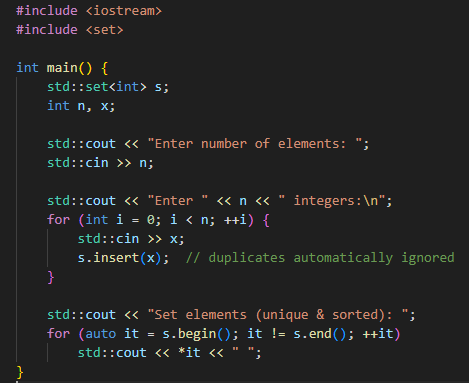 #include <iostream>
#include <set>

int main() {
    std::set<int> s;
    int n, x;

    std::cout << "Enter number of elements: ";
    std::cin >> n;

    std::cout << "Enter " << n << " integers:\n";
    for (int i = 0; i < n; ++i) {
        std::cin >> x;
        s.insert(x);  // duplicates automatically ignored
    }

    std::cout << "Set elements (unique & sorted): ";
    for (auto it = s.begin(); it != s.end(); ++it)
        std::cout << *it << " ";
}